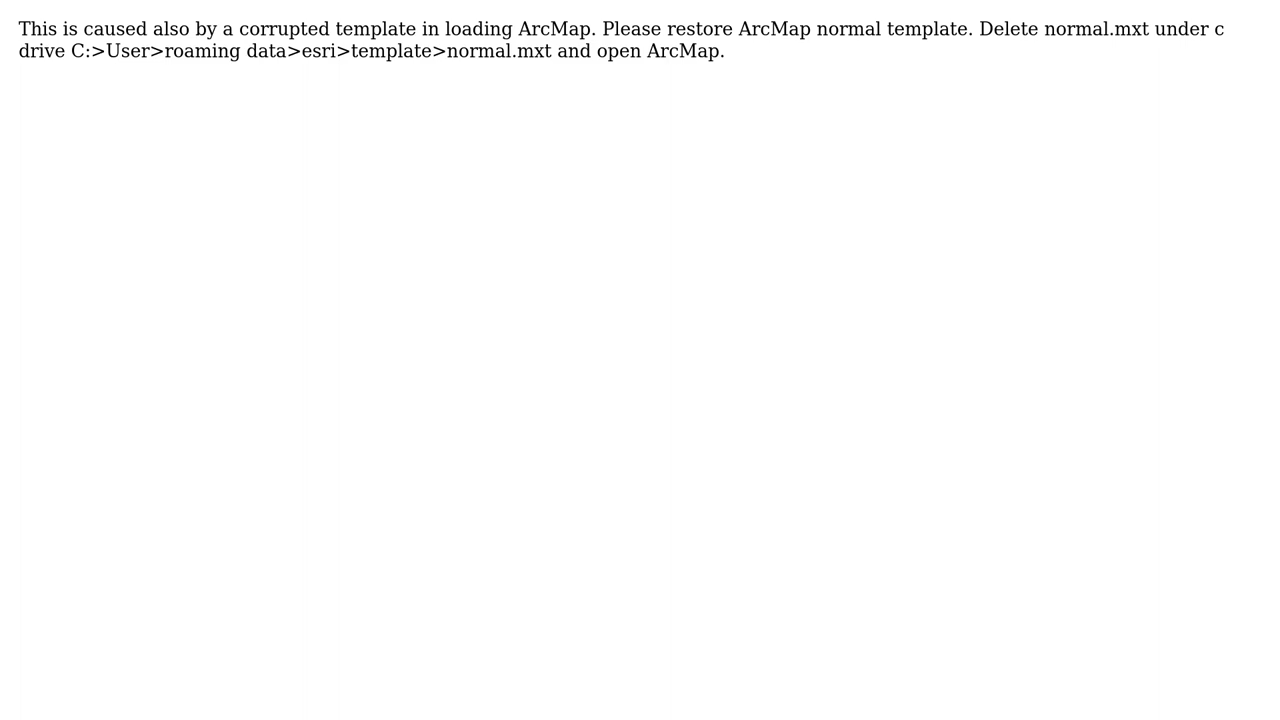 This is caused also by a corrupted template in loading ArcMap. Please restore ArcMap normal template. Delete normal.mxt under c
drive C:>User>roaming data>esri>template>normal.mxt and open ArcMap.